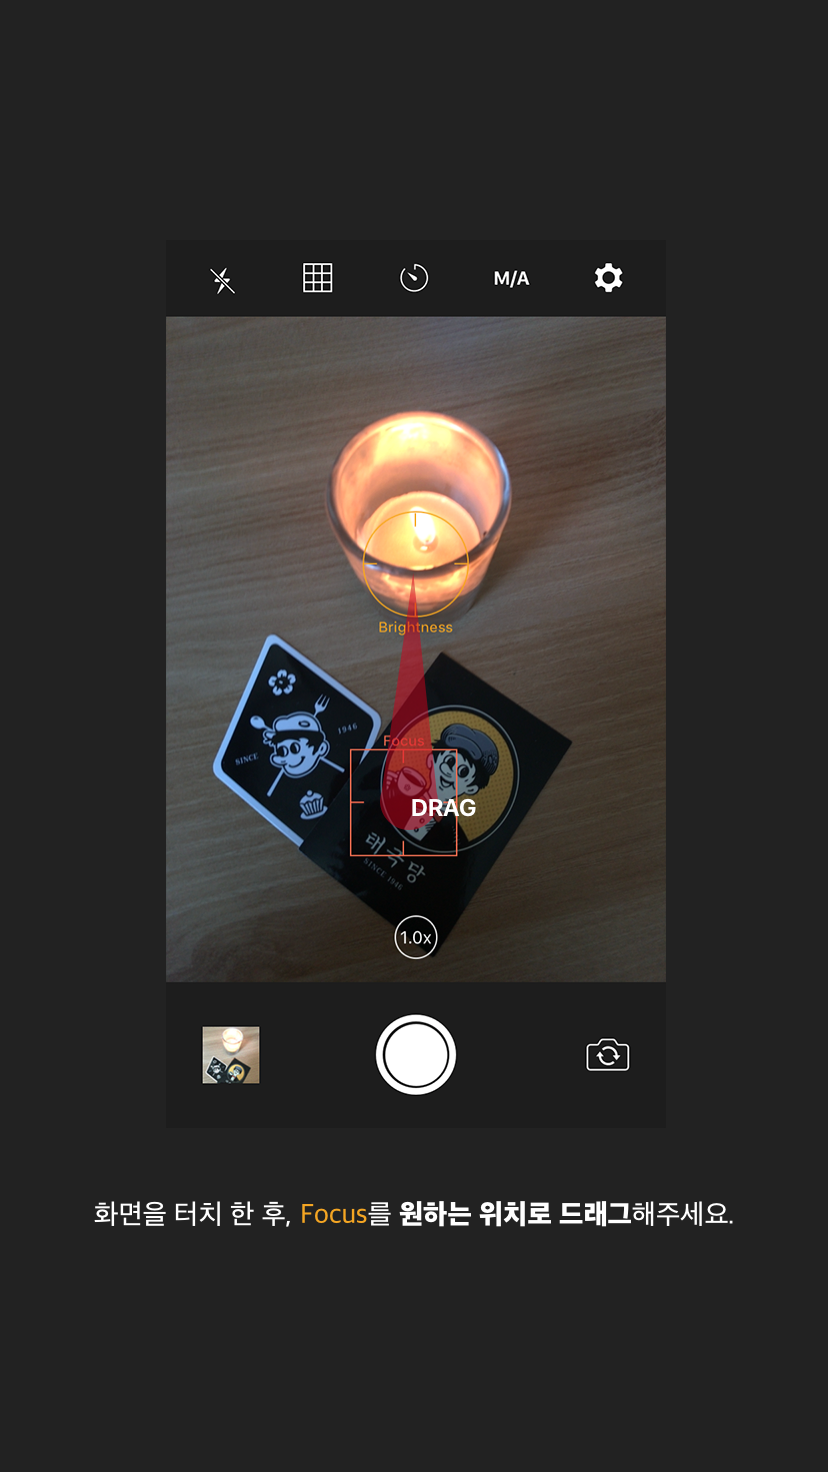 M/A
Brightness
SINCE
1946
Focus
DRAG
태극당
SINCE 1946
1.0x
화면을 터치 한 후, Focus를 원하는 위치로 드래그해주세요.